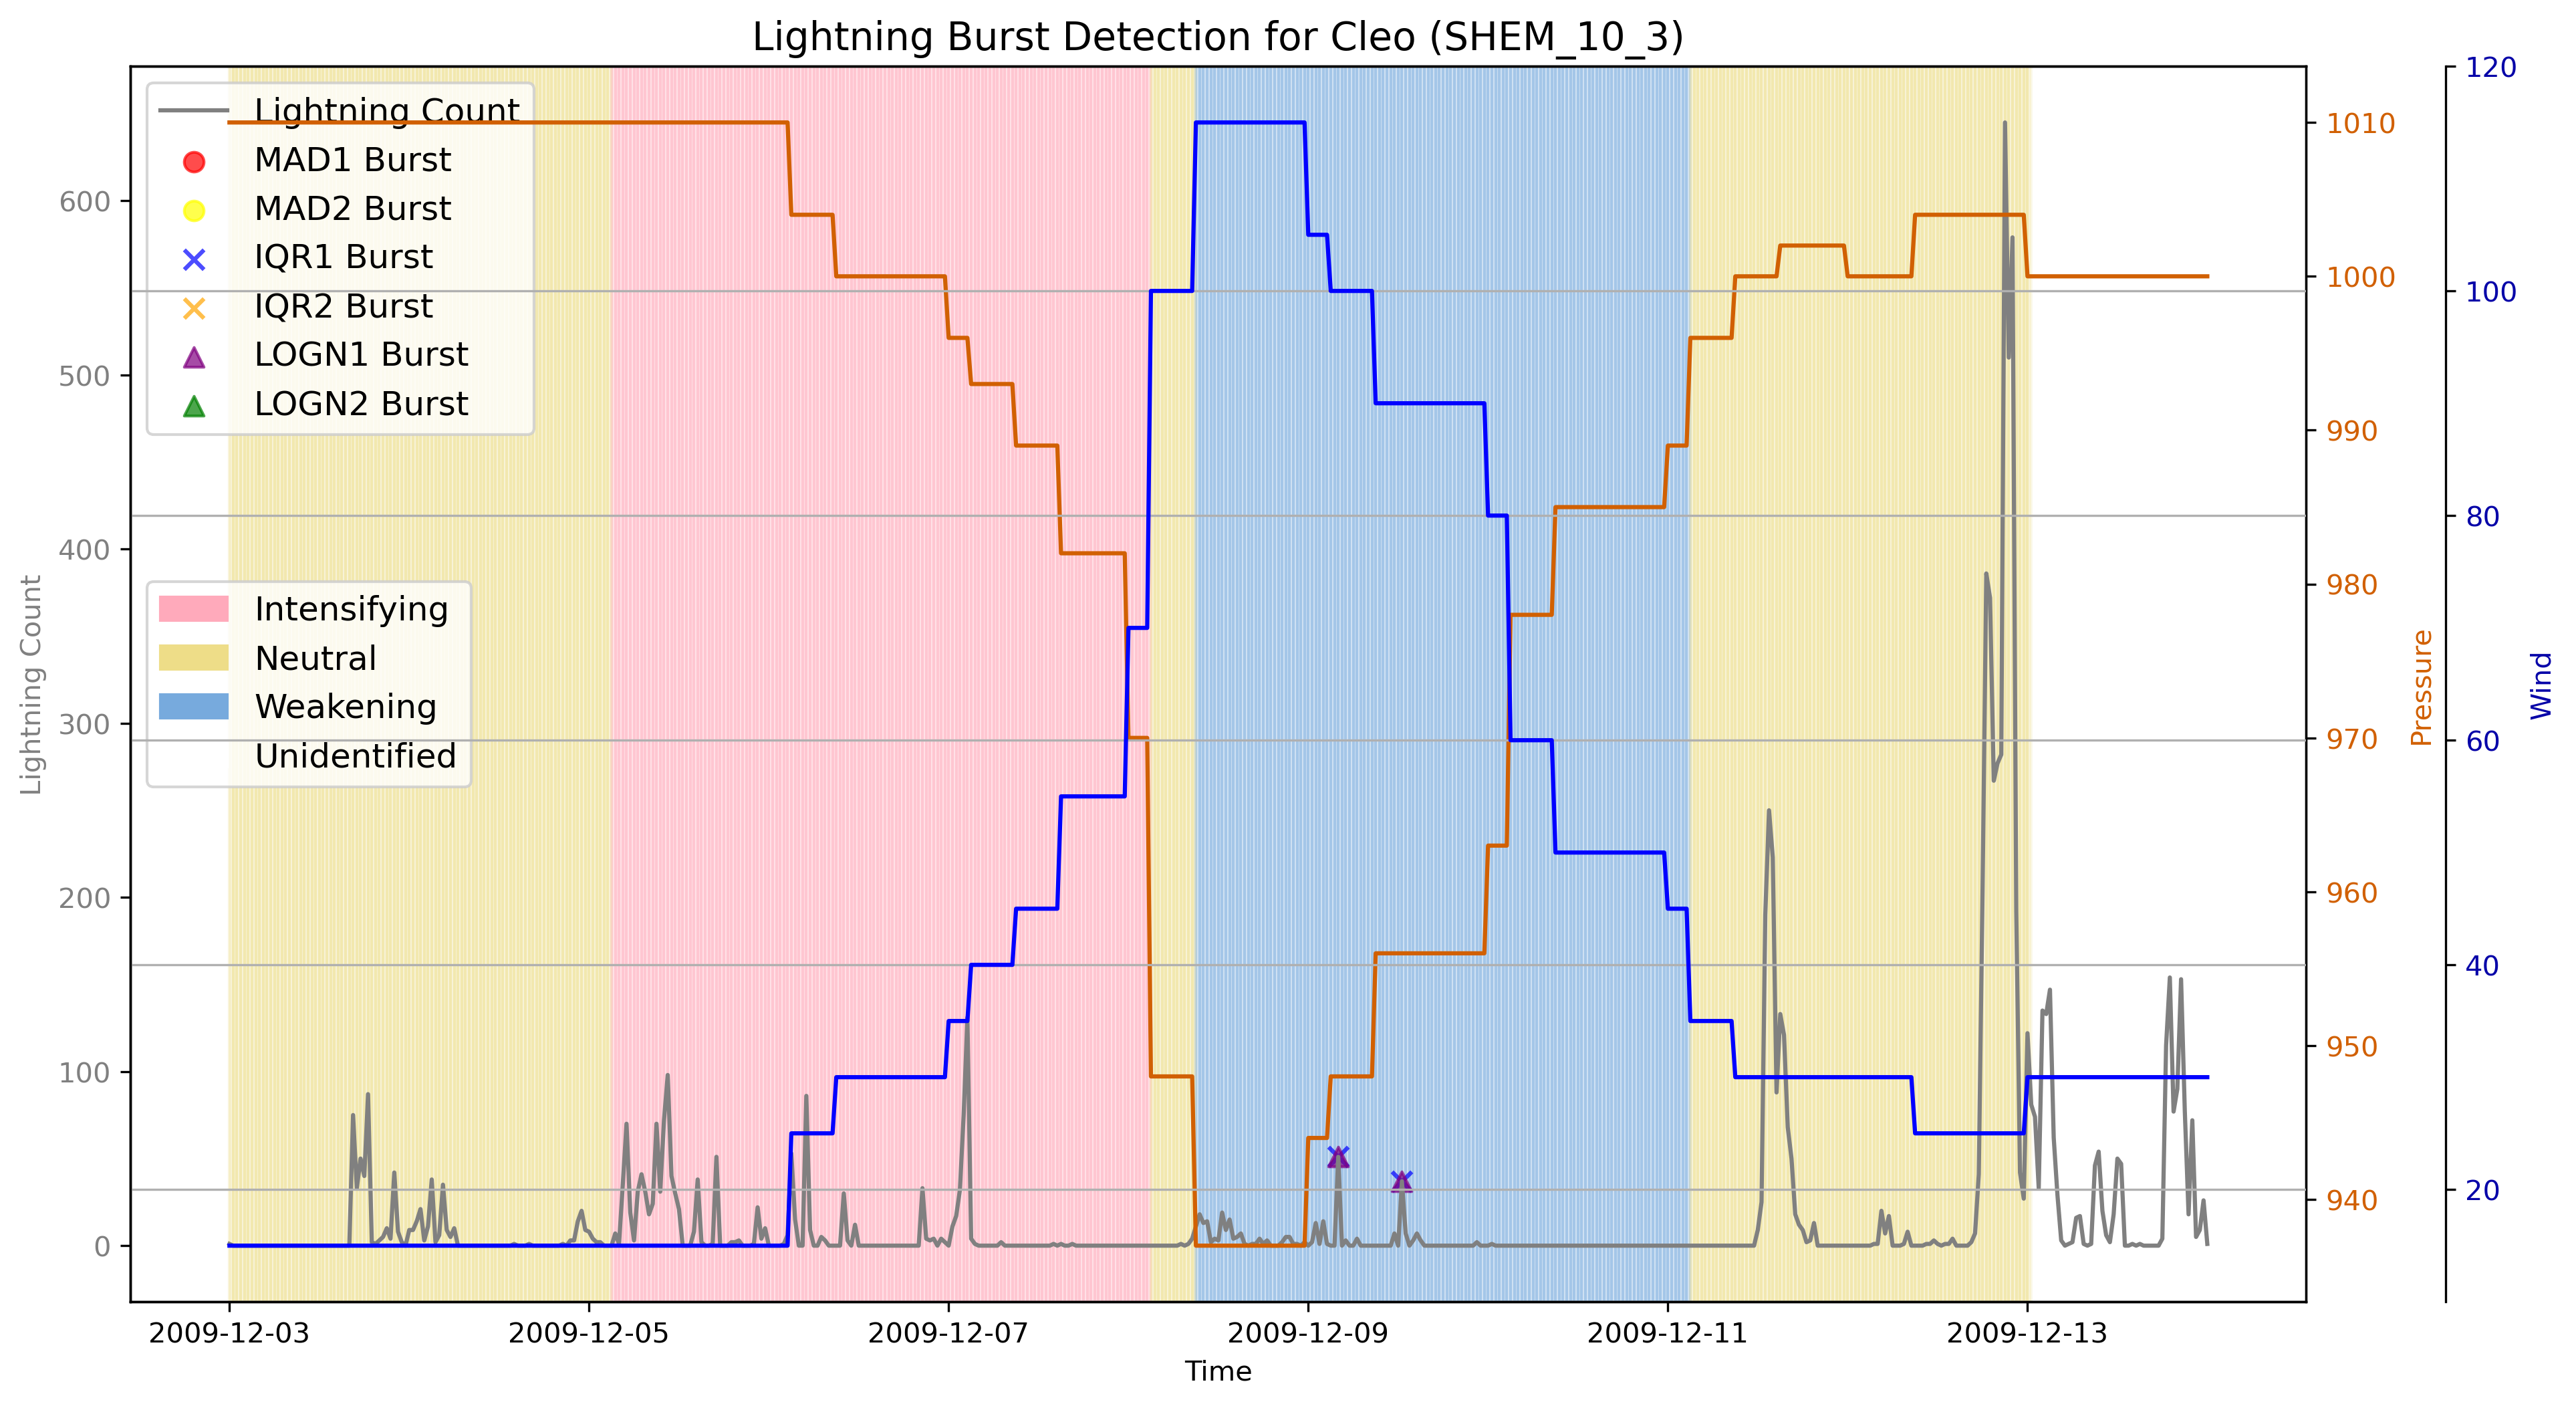 Lightning Burst Detection for Cleo (SHEM_10_3)
Lightning Count
MAD1 Burst
MAD2 Burst
IQR1 Burst
IQR2 Burst
LOGN1 Burst
LOGN2 Burst
Intensifying
Neutral
Weakening
Unidentified
Lightning Count
600
500
400
300
200
100
0
1010
1000
990
980
970
960
950
940
Pressure
120
100
80
60
40
20
Wind
2009-12-03 2009-12-05 2009-12-07 2009-12-09 2009-12-11 2009-12-13
Time